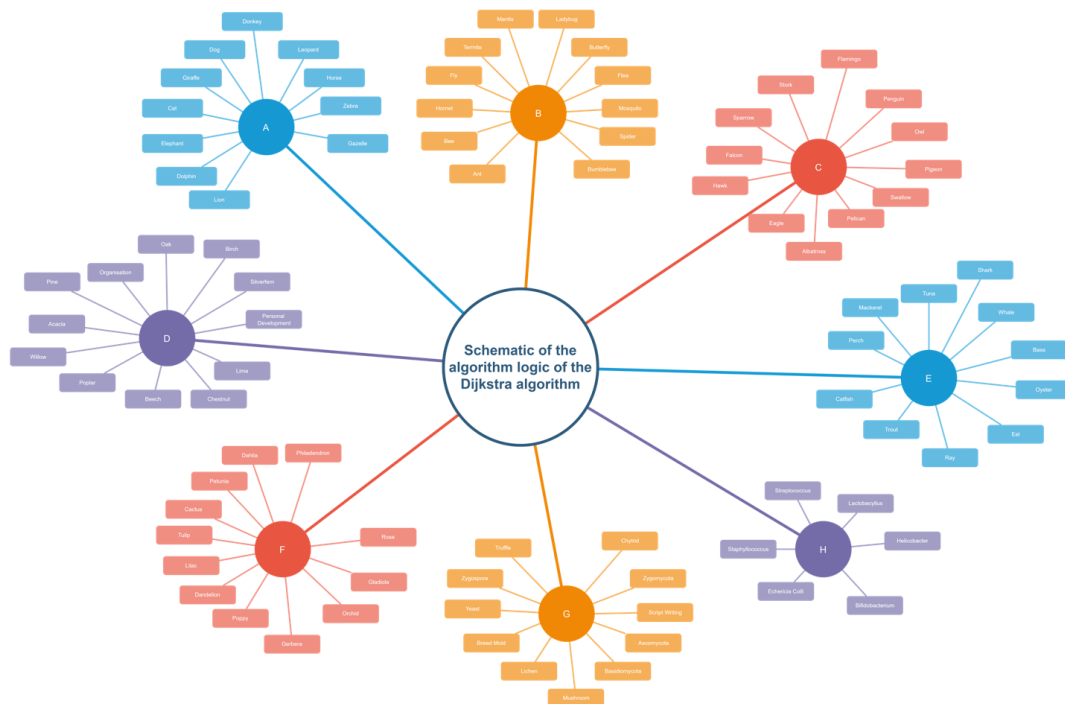 Donkey
Dog
Leopard
Giraffe
Horse
Cat
Zebra
A
Elephant
Gazelle
Dolphin
Lion
Mantis
Ladybug
Termite
Butterfly
Fly
Flea
Hornet
Mosquito
B
Bee
Spider
Ant
Bumblebee
Flamingo
Stork
Penguin
Sparrow
Owl
Falcon
Pigeon
C
Hawk
Swallow
Eagle
Pelican
Albatross
Oak
Birch
Organisation
Pine
Silverfern
Acacia
Personal
Development
D
Willow
Lime
Poplar
Beech
Chestnut
Schematic of the
algorithm logic of the
Dijkstra algorithm
Shark
Tuna
Mackerel
Whale
Perch
Bass
E
Catfish
Oyster
Trout
Eel
Ray
Dahlia
Philadendron
Petunia
Cactus
Tulip
Rose
F
Lilac
Gladiola
Dandelion
Orchid
Poppy
Gerbera
Truffle
Chytrid
Zygospore
Zygomycota
Yeast
Script Writing
G
Bread Mold
Ascomycota
Lichen
Basidiomycota
Mushroom
Streptococcus
Lactobacyllus
Staphyllococcus
Helicobacter
H
Bifidobacterium